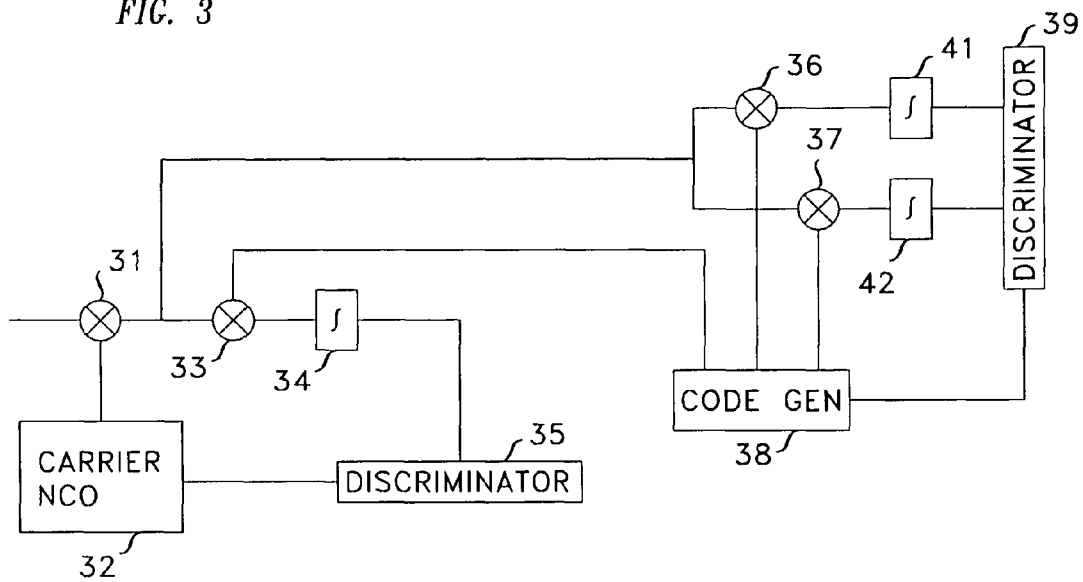 FIG. 3
39
36
41
DISCRIMINATOR
37
42
31
33
34
CODE GEN
38
35
CARRIER
NCO
DISCRIMINATOR
32
∫
∫
∫